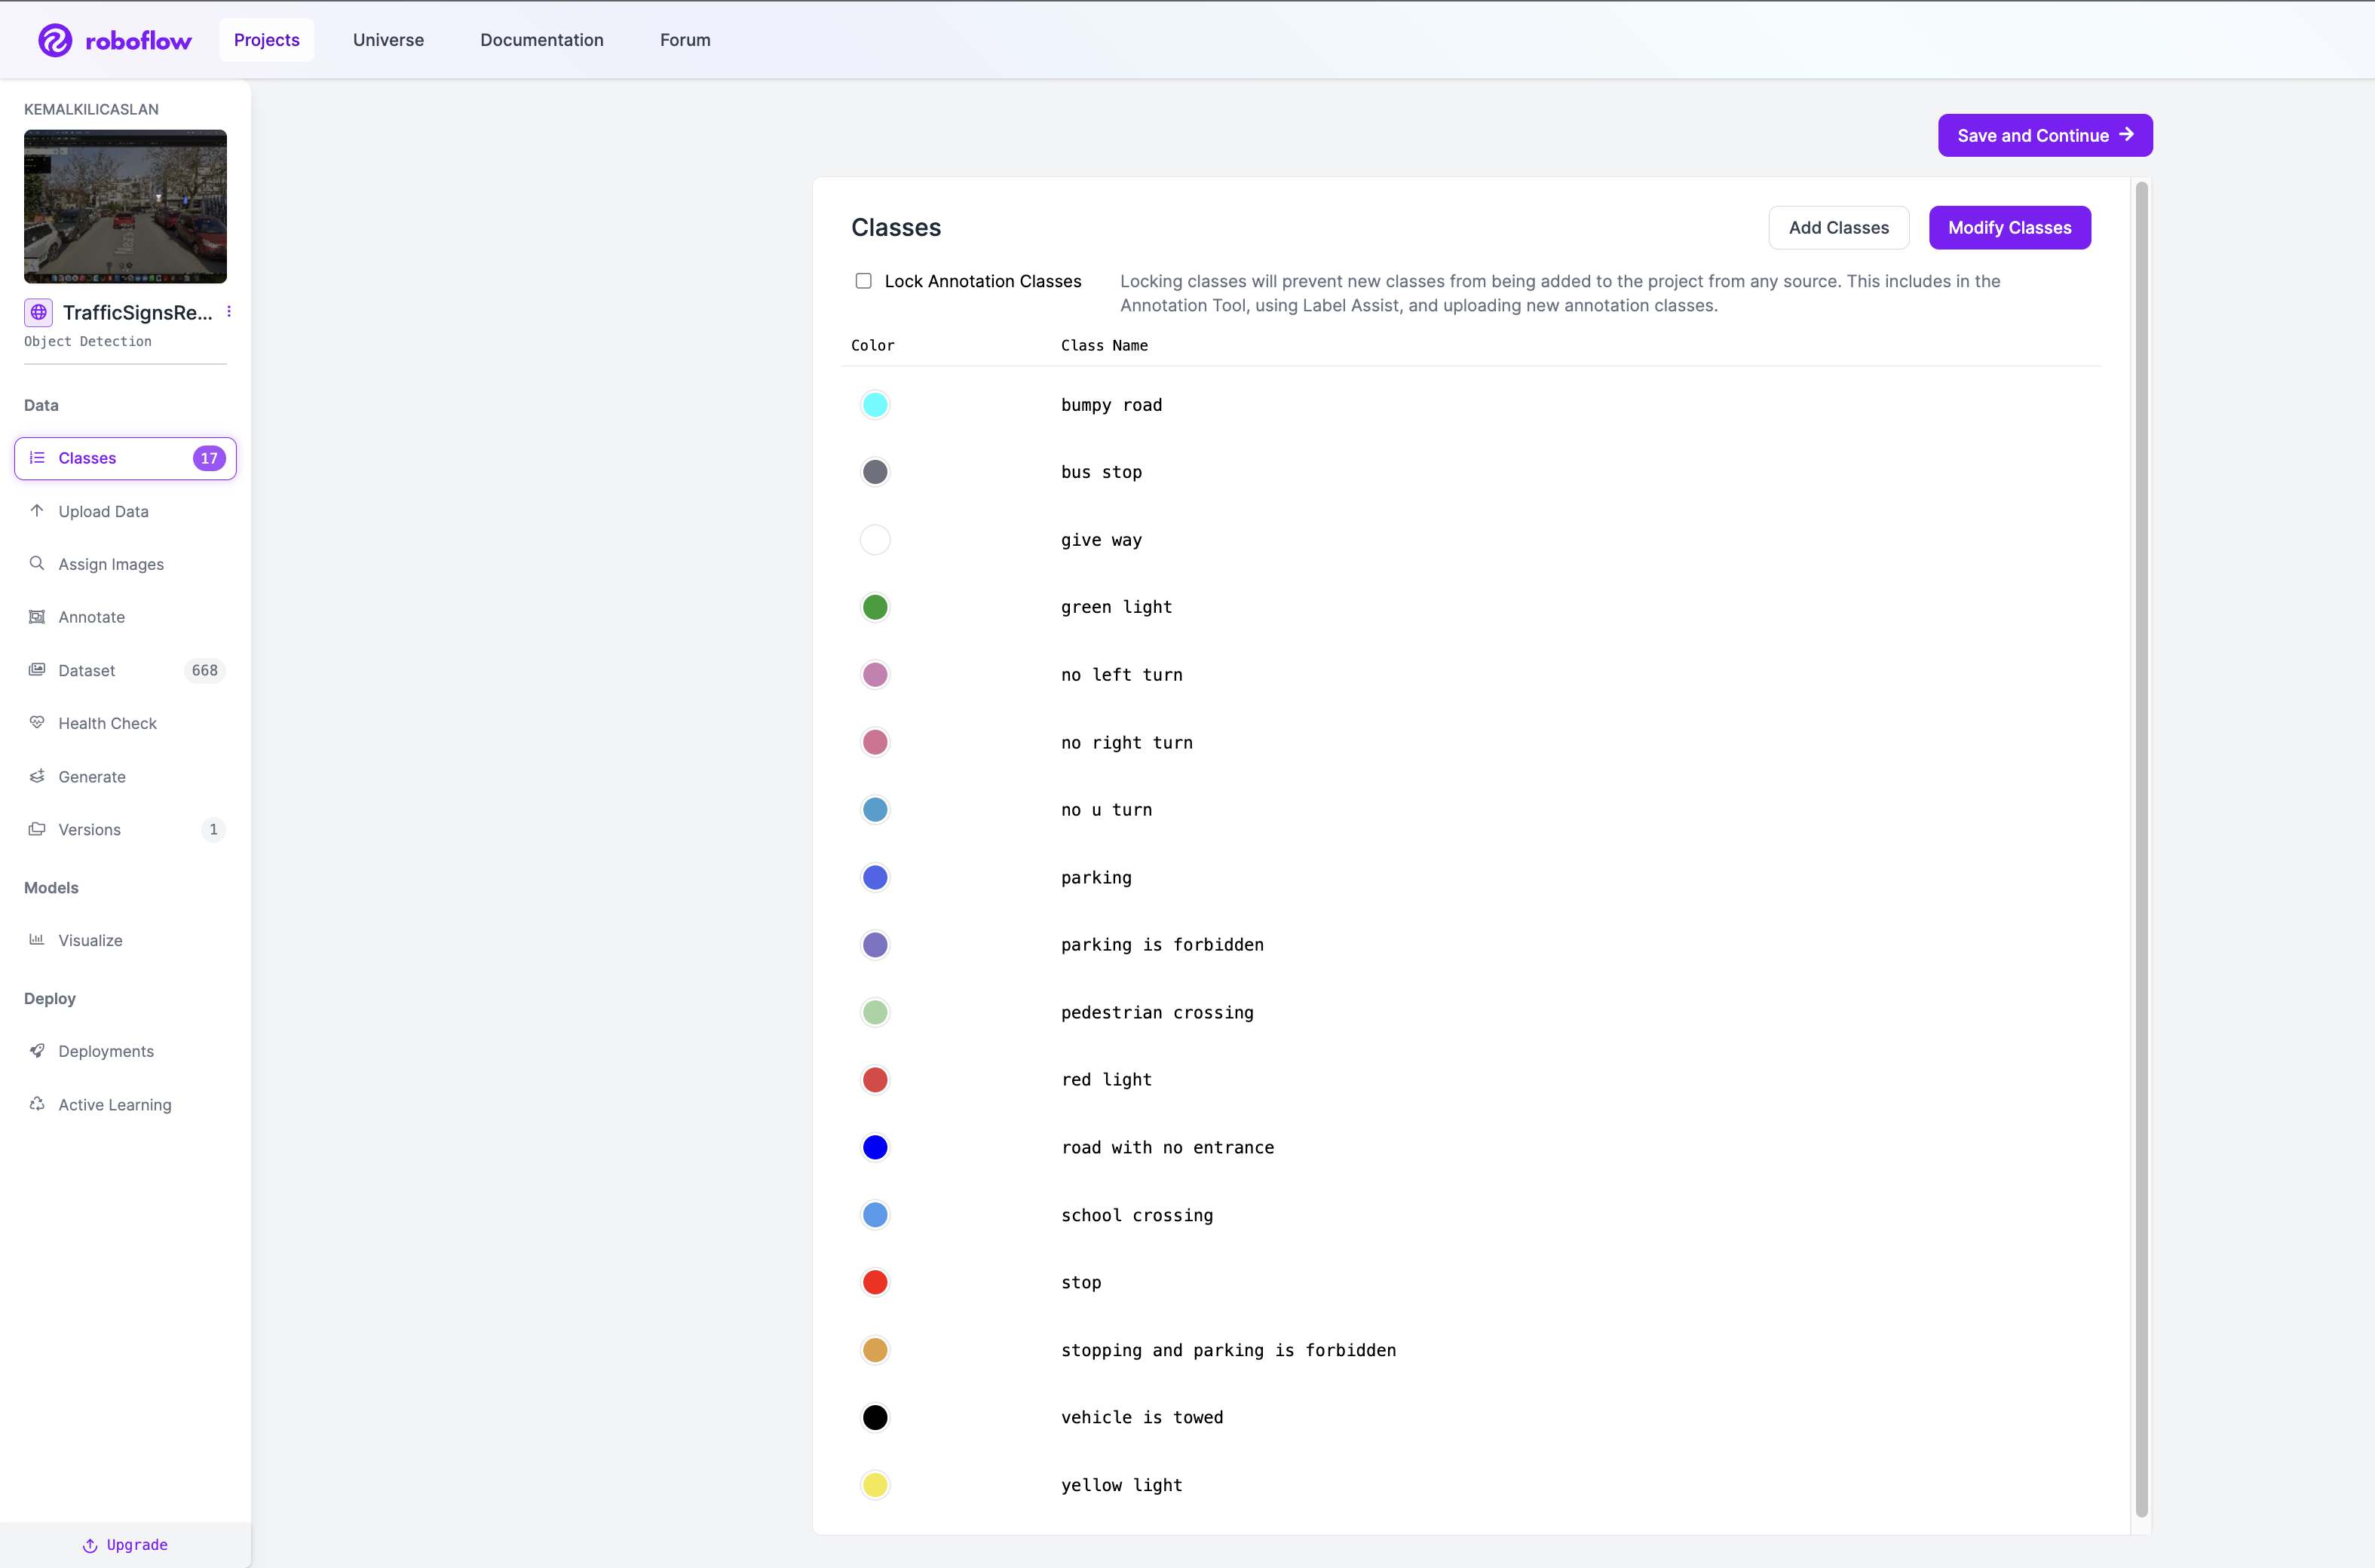 roboflow
Projects
Universe
Documentation
Forum
KEMALKILICASLAN
TrafficSignsRe...
Object Detection
Data
Classes 17
Upload Data
Assign Images
Annotate
Dataset 668
Health Check
Generate
Versions 1
Models
Visualize
Deploy
Deployments
Active Learning
Upgrade
Save and Continue
Classes
Add Classes
Modify Classes
Lock Annotation Classes
Locking classes will prevent new classes from being added to the project from any source. This includes in the
Annotation Tool, using Label Assist, and uploading new annotation classes.
Color Class Name
bumpy road
bus stop
give way
green light
no left turn
no right turn
no u turn
parking
parking is forbidden
pedestrian crossing
red light
road with no entrance
school crossing
stop
stopping and parking is forbidden
vehicle is towed
yellow light